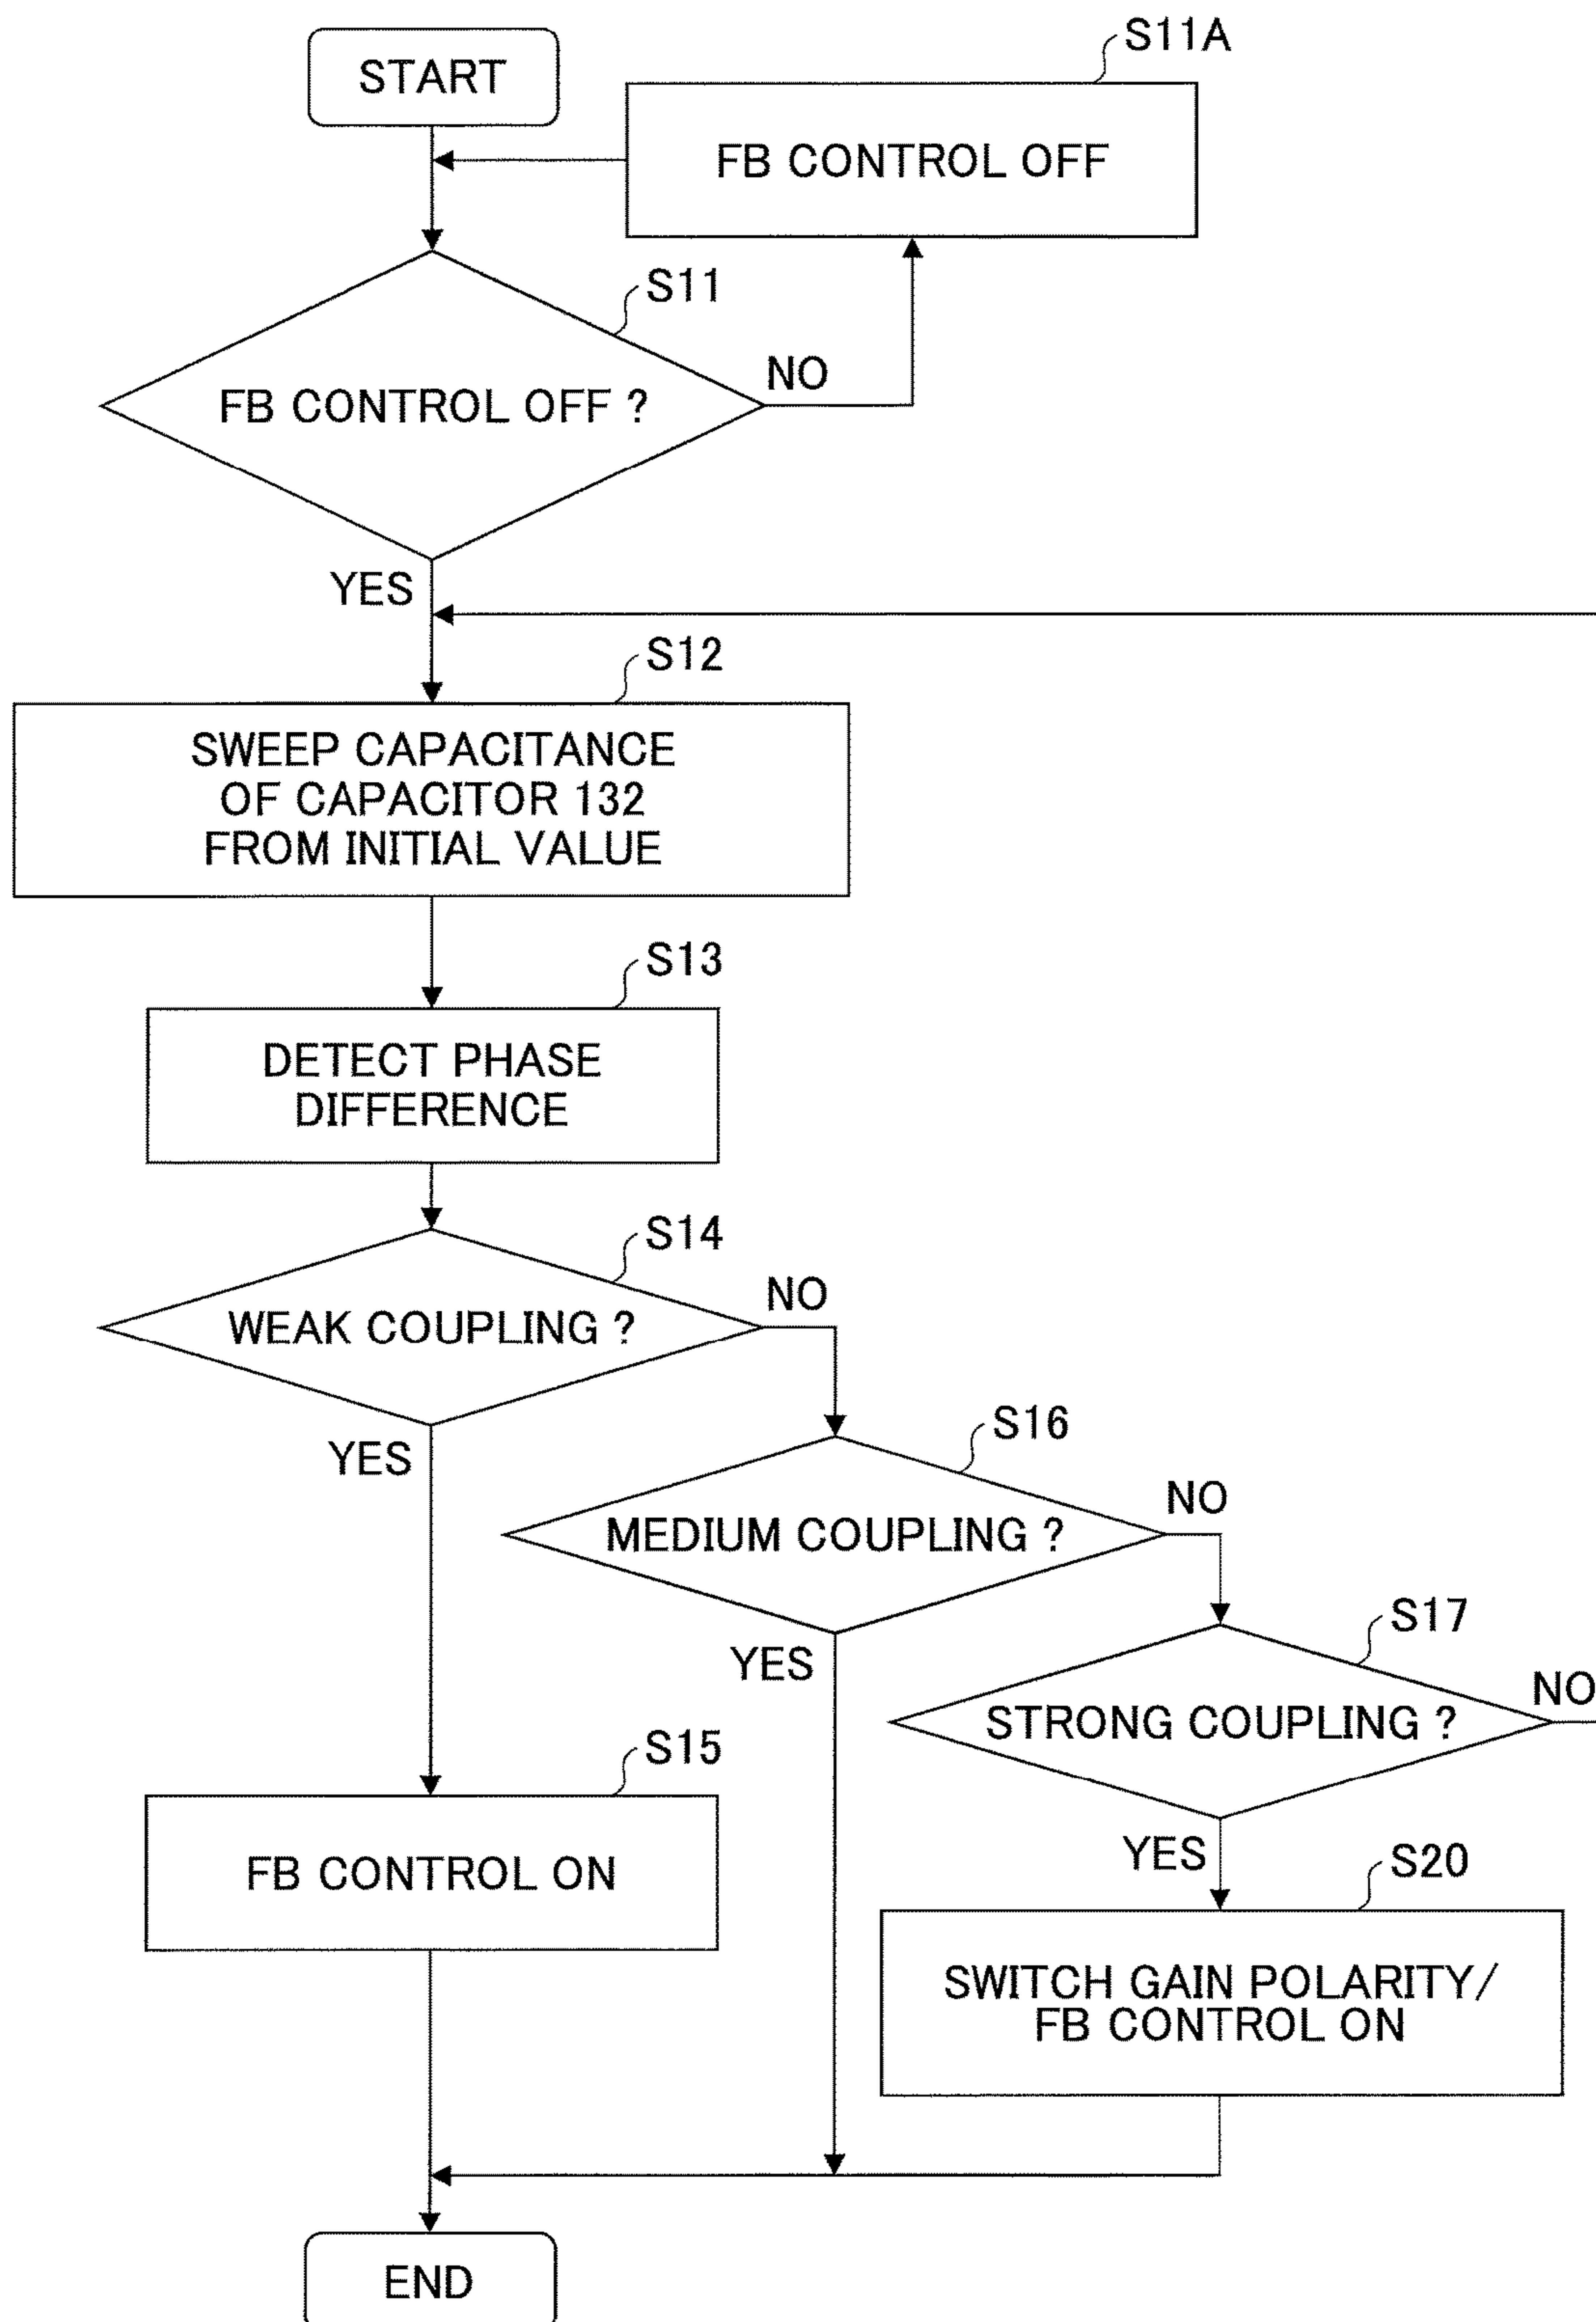 START
S11A
FB CONTROL OFF
S11
FB CONTROL OFF ?
NO
YES
S12
SWEEP CAPACITANCE
OF CAPACITOR 132
FROM INITIAL VALUE
S13
DETECT PHASE
DIFFERENCE
S14
WEAK COUPLING ?
NO
YES
S16
MEDIUM COUPLING ?
NO
YES
S17
STRONG COUPLING ?
NO
YES
S15
FB CONTROL ON
S20
SWITCH GAIN POLARITY/
FB CONTROL ON
END